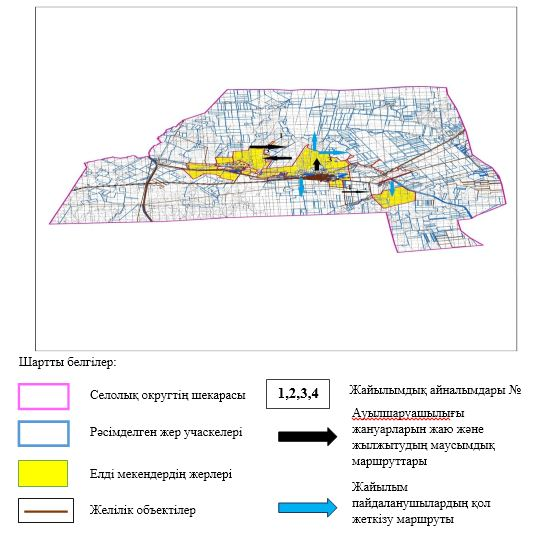 Шартты белгілер:
Селолық округтің шекарасы
Рәсімделген жер учаскелері
Елді мекендердің жерлері
Желілік объектілер
1,2,3,4
Жайылымдық айналымдары №
Ауылшаруашылығы
жануарларын жаю және
жылжытудың маусымдық
маршруттары
Жайылым
пайдаланушылардың қол
жеткізу маршруты